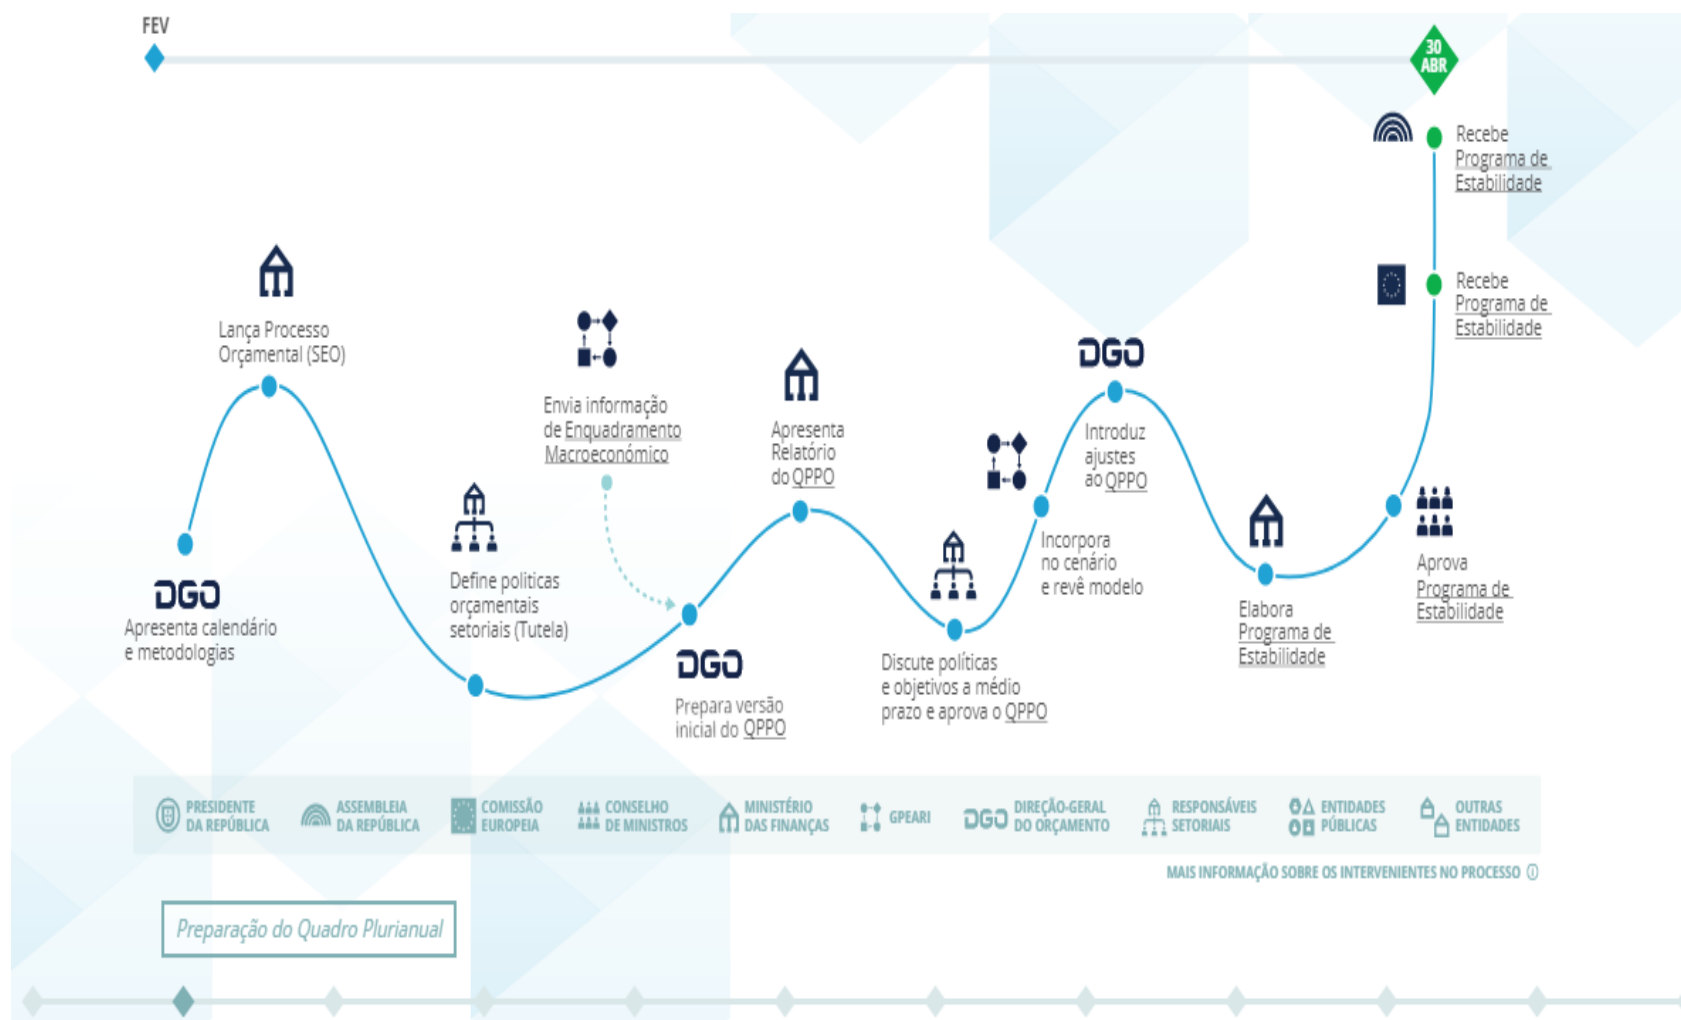 FEV
30
ABR
Recebe
Programa de
Estabilidade
Recebe
Programa de
Estabilidade
Lança Processo
Orçamental (SEO)
Envia informação
de Enquadramento
Macroeconómico
Apresenta
Relatório
do QPPO
DGO
Introduz
ajustes
ao QPPO
Incorpora
no cenário
e revê modelo
Aprova
Programa de
Estabilidade
Define politicas
orçamentais
setoriais (Tutela)
DGO
Apresenta calendário
e metodologias
Elabora
Programa de
Estabilidade
DGO
Prepara versão
inicial do QPPO
Discute políticas
e objetivos a médio
prazo e aprova o QPPO
PRESIDENTE
DA REPÚBLICA
ASSEMBLEIA
DA REPÚBLICA
COMISSÃO
EUROPEIA
CONSELHO
DE MINISTROS
MINISTÉRIO
DAS FINANÇAS
GPEARI
DGO
DIREÇÃO-GERAL
DO ORÇAMENTO
RESPONSÁVEIS
SETORIAIS
ENTIDADES
PÚBLICAS
OUTRAS
ENTIDADES
MAIS INFORMAÇÃO SOBRE OS INTERVENIENTES NO PROCESSO
Preparação do Quadro Plurianual